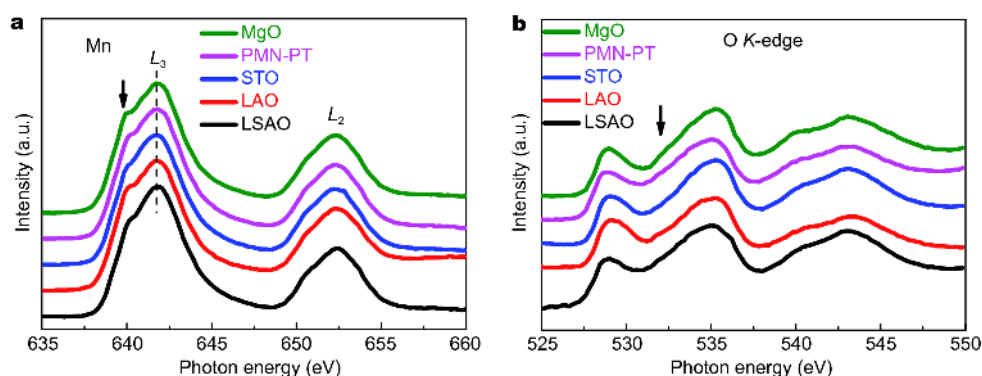 a
Mn
L3
L2
MgO
PMN-PT
STO
LAO
LSAO
Intensity (a.u.)
635 640 645 650 655 660
Photon energy (eV)
b
O K-edge
MgO
PMN-PT
STO
LAO
LSAO
Intensity (a.u.)
525 530 535 540 545 550
Photon energy (eV)